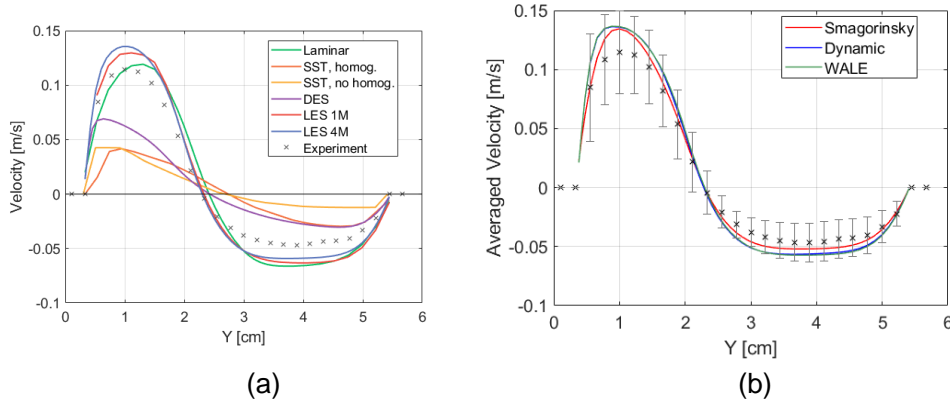 0.15
0.1
0.05
0
-0.05
-0.1
Velocity [m/s]
Laminar
SST, homog.
SST, no homog.
DES
LES 1M
LES 4M
Experiment
0 1 2 3 4 5 6
Y [cm]
(a)
0.15
0.1
0.05
0
-0.05
-0.1
Averaged Velocity [m/s]
Smagorinsky
Dynamic
WALE
0 1 2 3 4 5 6
Y [cm]
(b)